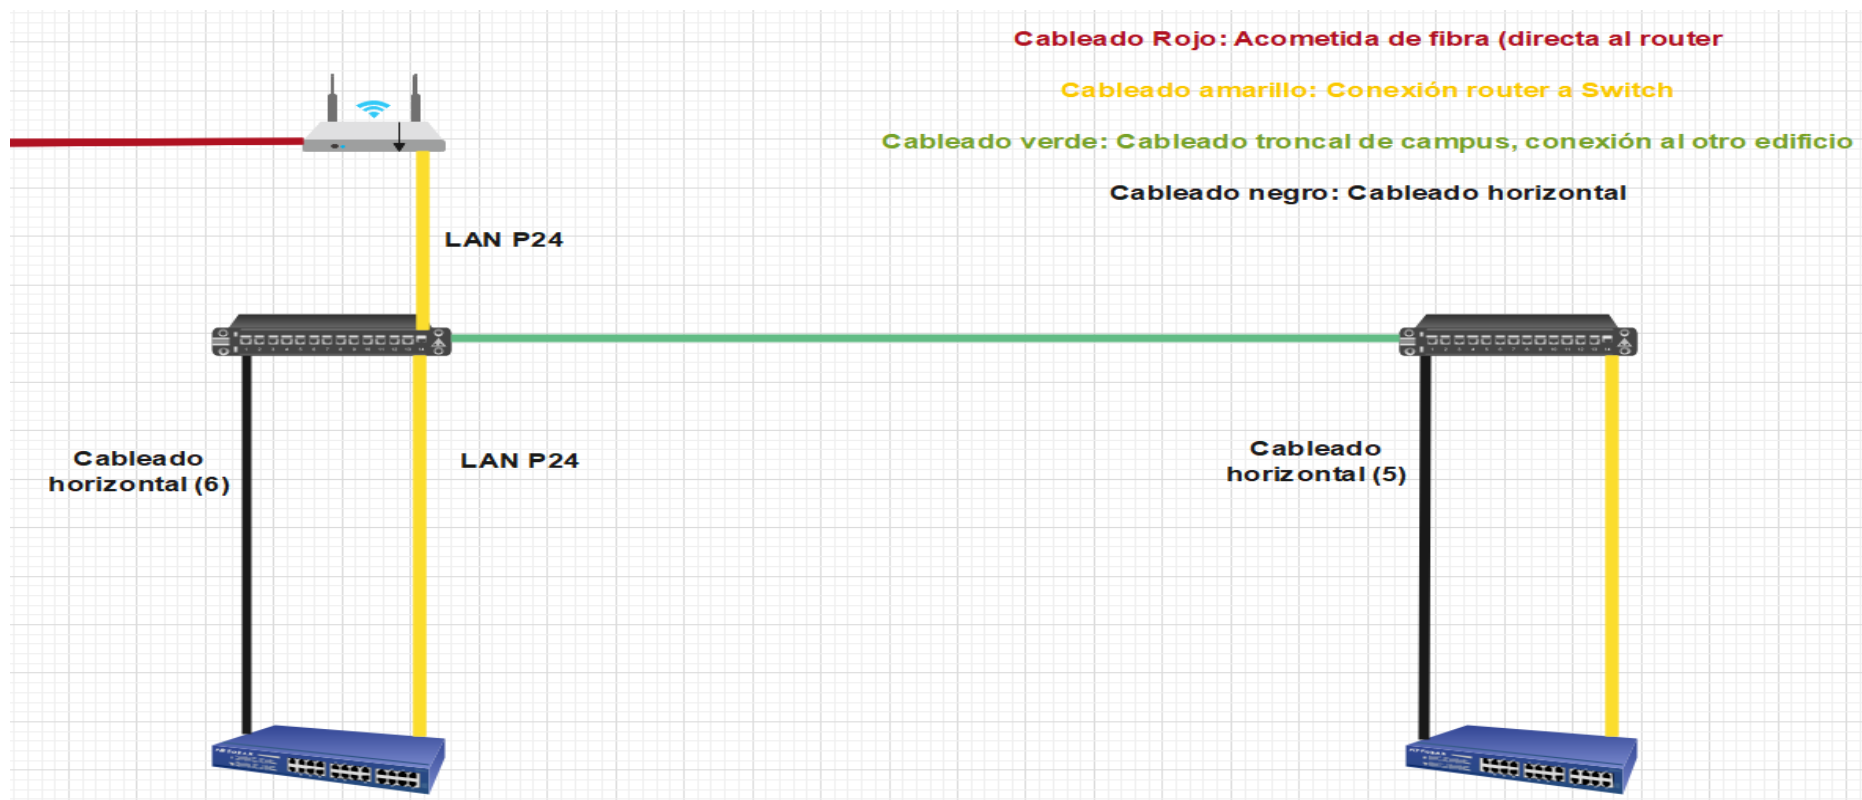 Cableado Rojo: Acometida de fibra (directa al router
Cableado amarillo: Conexión router a Switch
Cableado verde: Cableado troncal de campus, conexión al otro edificio
Cableado negro: Cableado horizontal
LAN P24
Cableado
horizontal (6)
LAN P24
Cableado
horizontal (5)